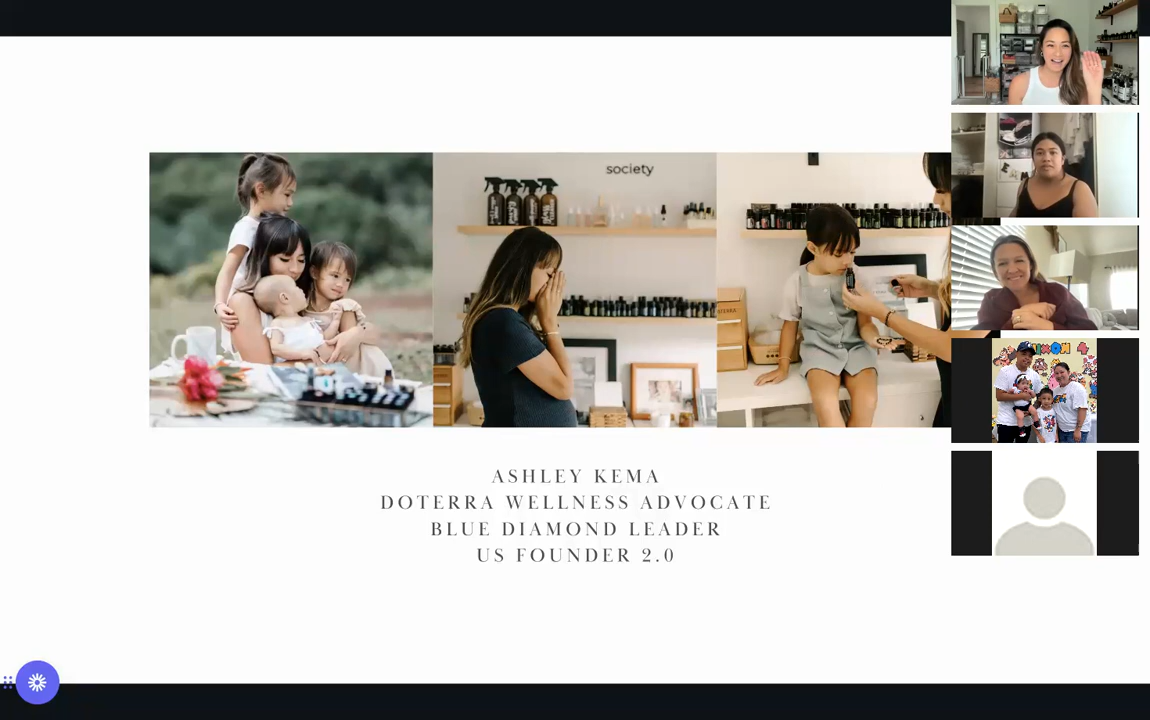 society
ASHLEY KEMA
DOTERRA WELLNESS ADVOCATE
BLUE DIAMOND LEADER
US FOUNDER 2.0